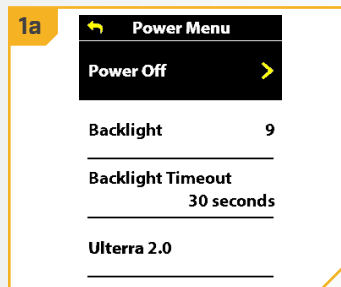 1a
Power Menu
Power Off
Backlight 9
Backlight Timeout
30 seconds
Ulterra 2.0